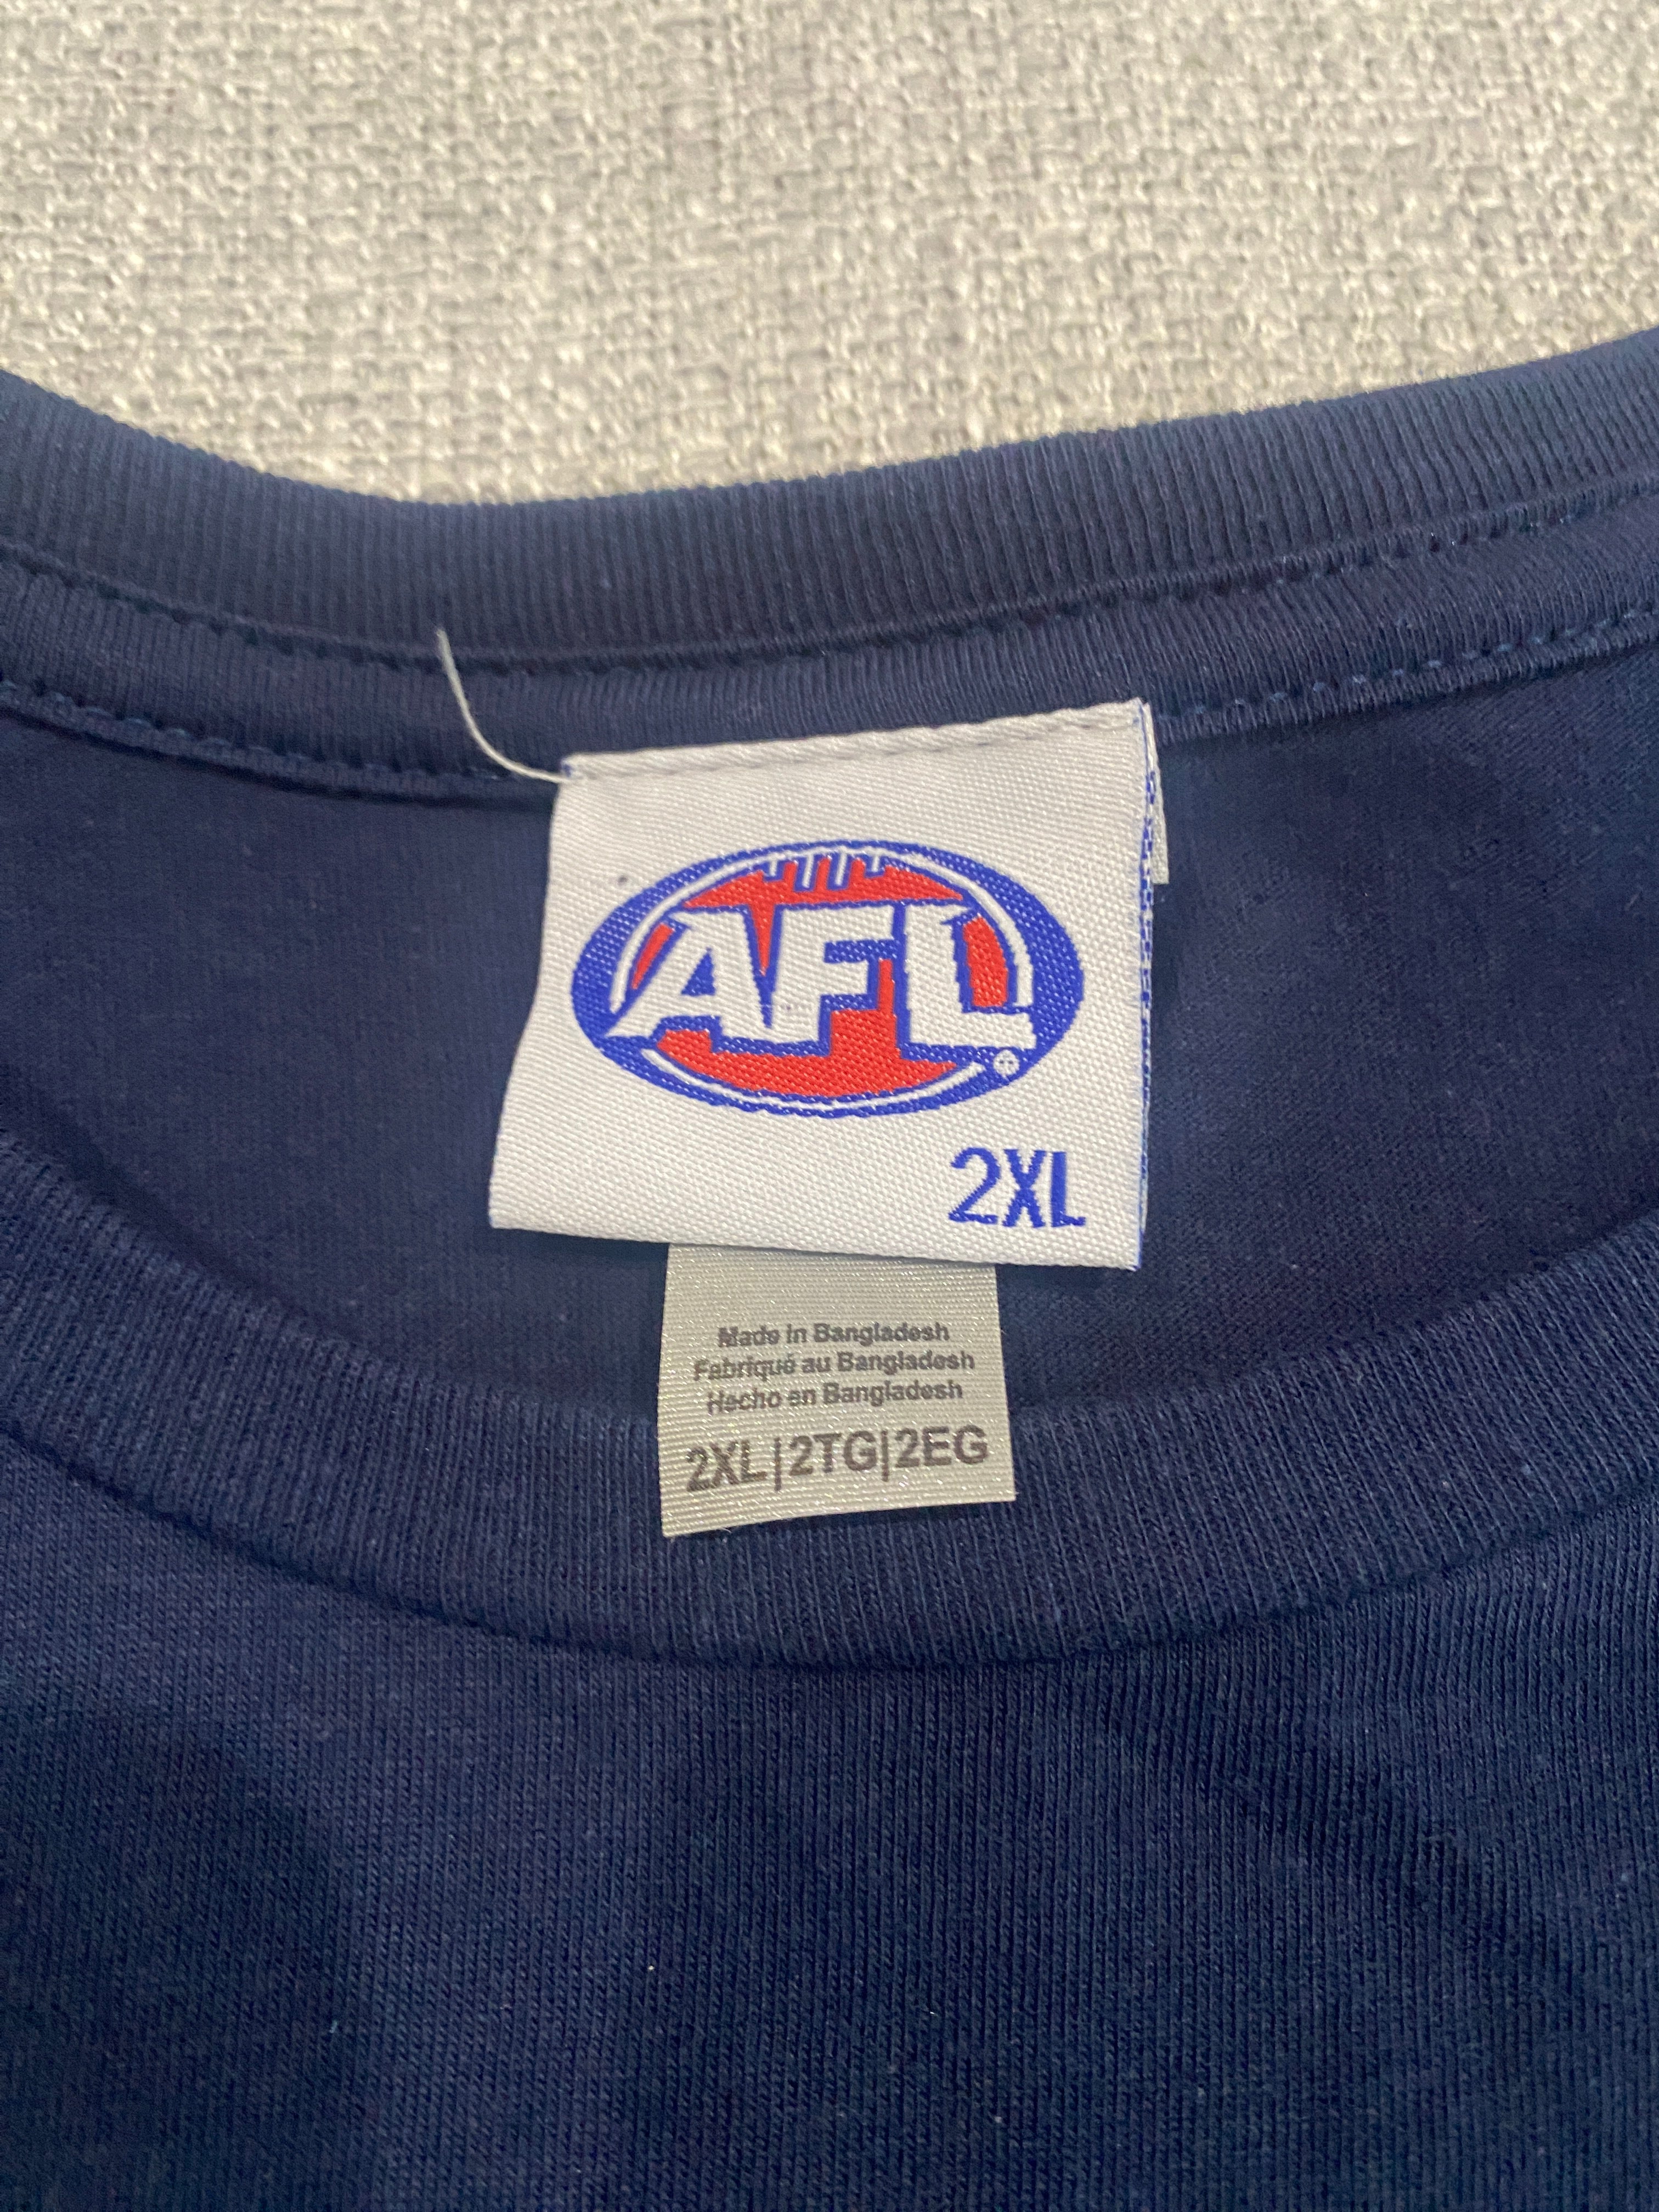 AFL®
2XL
Made in Bangladesh
Fabriqué au Bangladesh
Hecho en Bangladesh
2XL|2TG|2EG